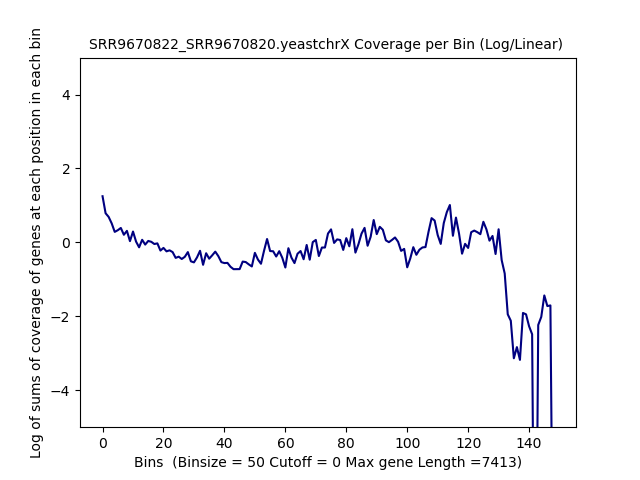 SRR9670822_SRR9670820.yeastchrX Coverage per Bin (Log/Linear)
Log of sums of coverage of genes at each position in each bin
4
2
0
−2
−4
0 20 40 60 80 100 120 140
Bins  (Binsize = 50 Cutoff = 0 Max gene Length =7413)